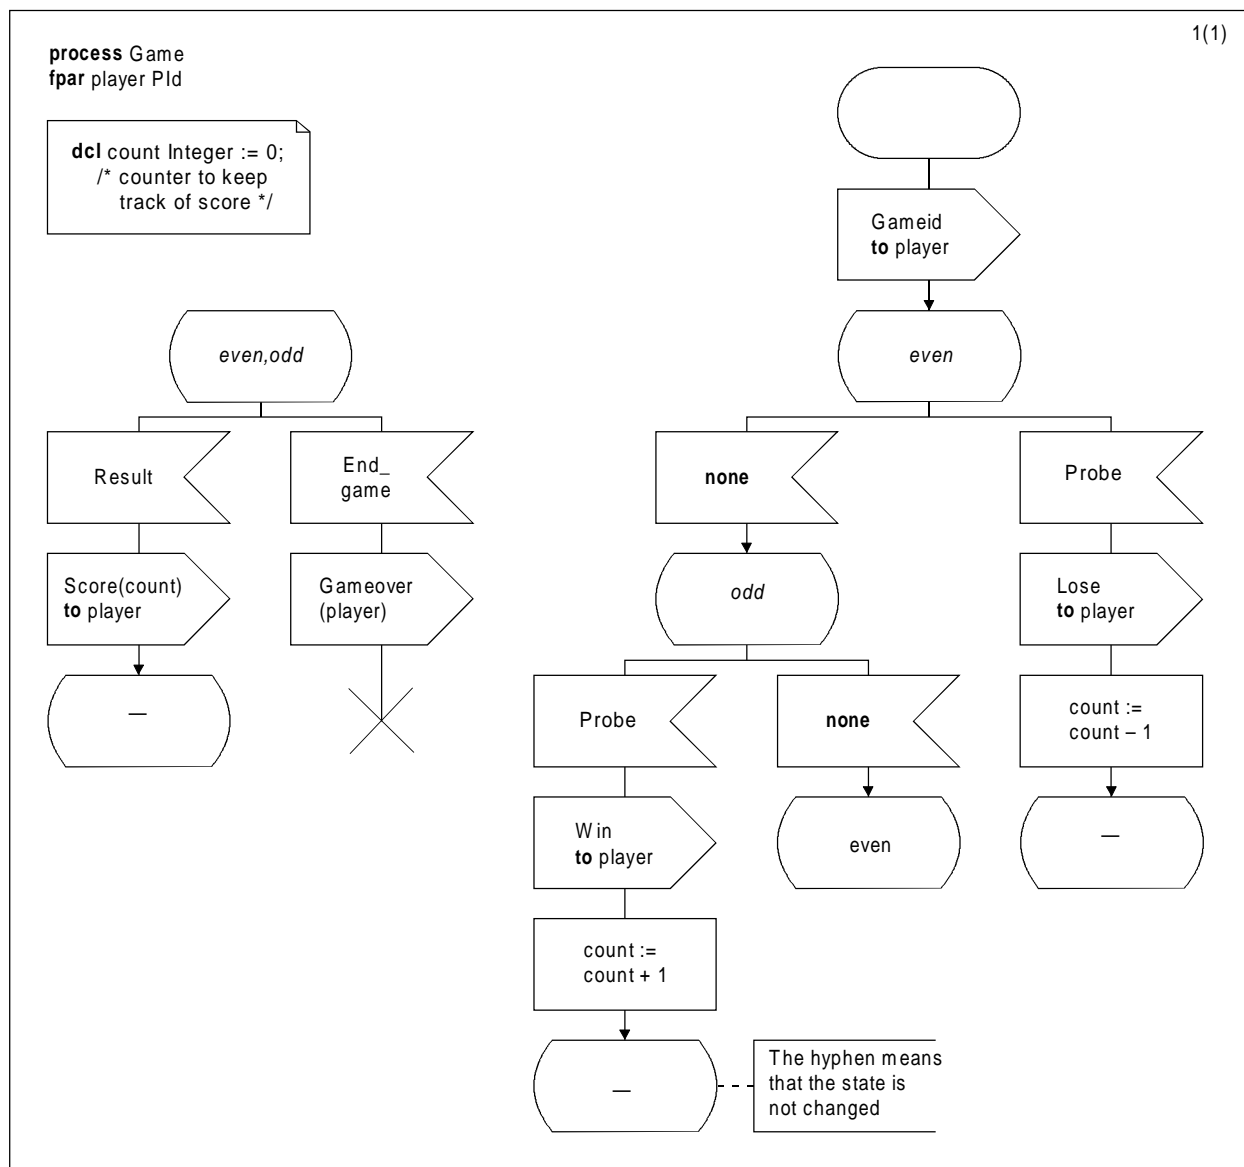 1(1)
process Game
fpar player PId
dcl count Integer := 0;
/* counter to keep
track of score */
Gameid
to player
even,odd
even
Result
End_
game
none
Probe
Score(count)
to player
Gameover
(player)
odd
Lose
to player
—
Probe
none
count :=
count – 1
Win
to player
even
—
count :=
count + 1
—
The hyphen means
that the state is
not changed